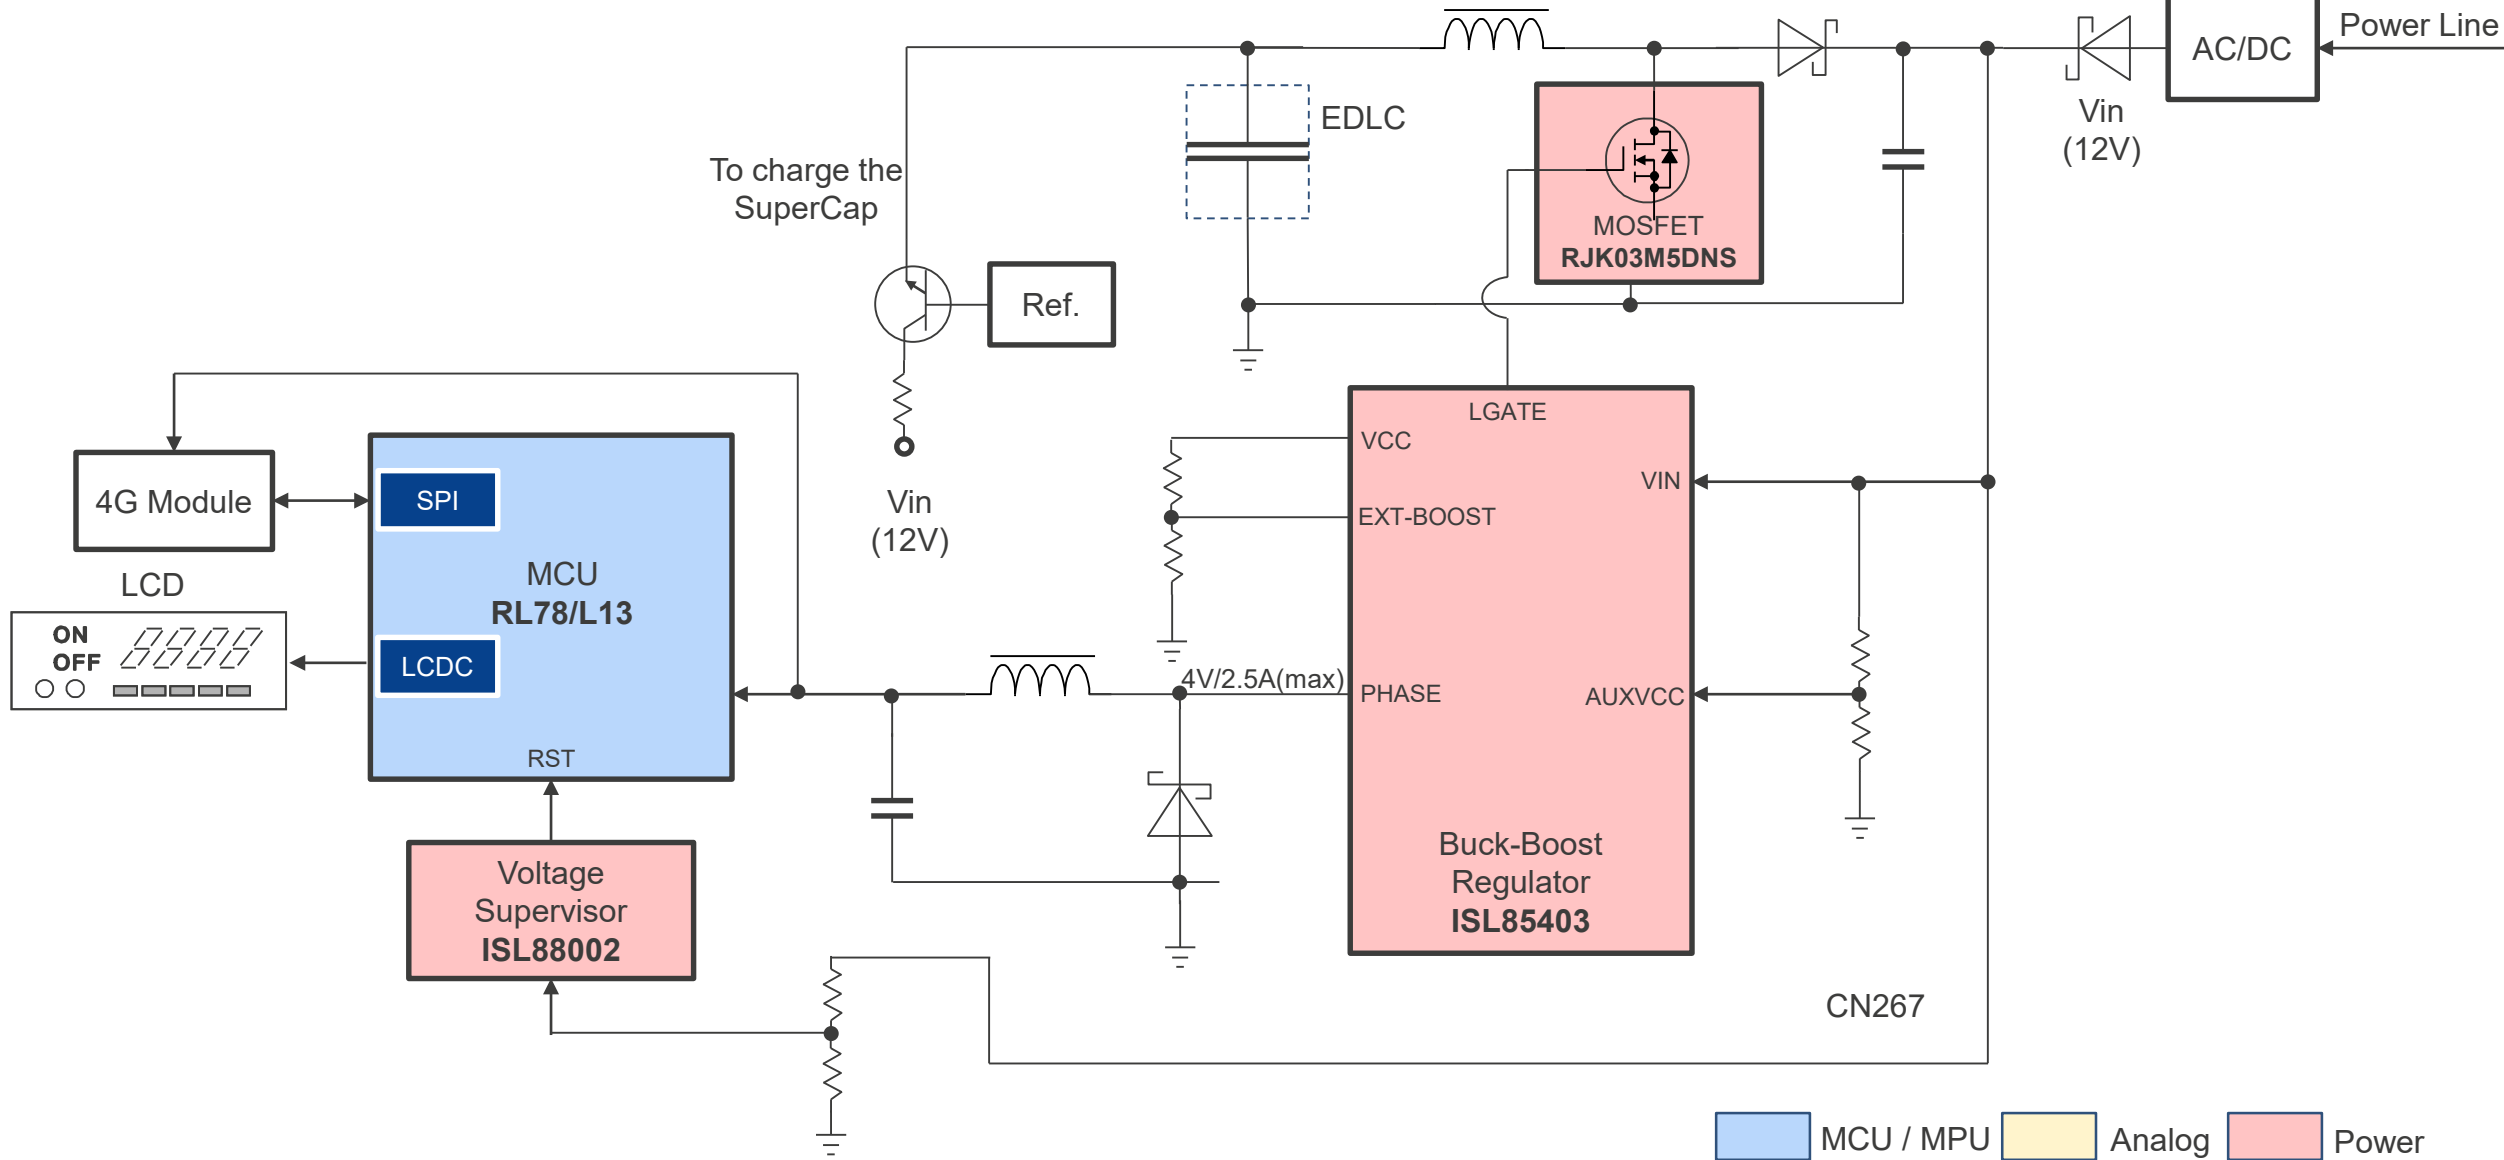 Power Line
AC/DC
Vin
(12V)
EDLC
To charge the
SuperCap
MOSFET
RJK03M5DNS
Ref.
Vin
(12V)
LGATE
VCC
VIN
EXT-BOOST
4V/2.5A(max)
PHASE
AUXVCC
Buck-Boost
Regulator
ISL85403
4G Module
SPI
MCU
RL78/L13
LCD
ON
OFF
LCDC
RST
Voltage
Supervisor
ISL88002
CN267
MCU / MPU
Analog
Power